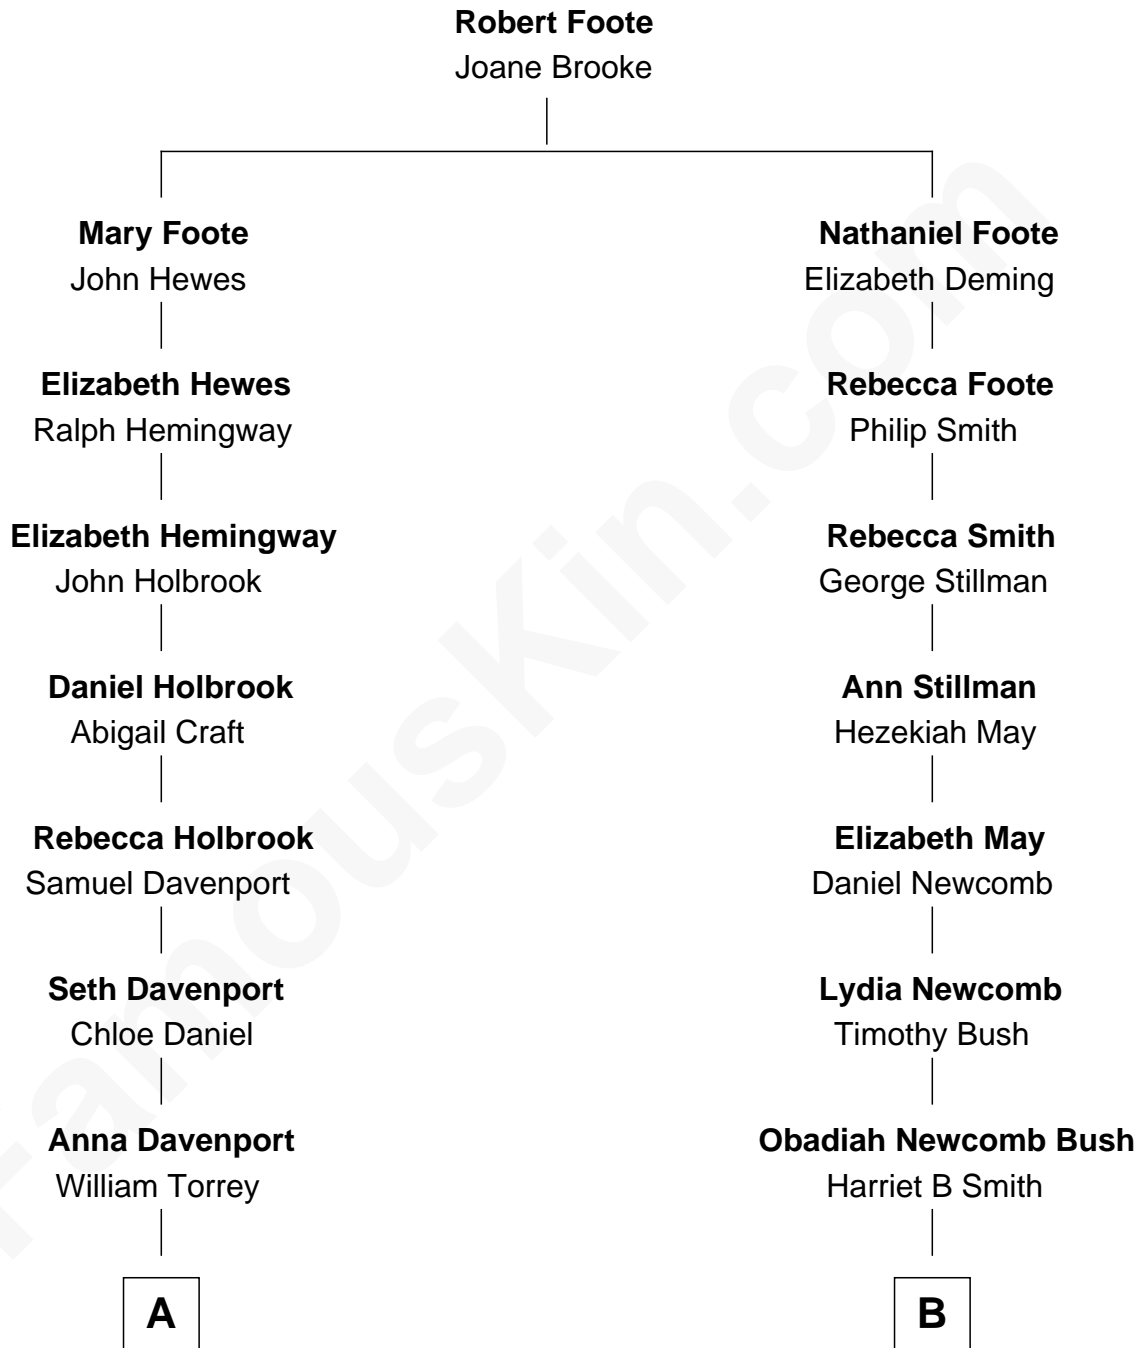 Robert Foote
Joane Brooke
Mary Foote
John Hewes
Nathaniel Foote
Elizabeth Deming
Elizabeth Hewes
Ralph Hemingway
Rebecca Foote
Philip Smith
Elizabeth Hemingway
John Holbrook
Rebecca Smith
George Stillman
Daniel Holbrook
Abigail Craft
Ann Stillman
Hezekiah May
Rebecca Holbrook
Samuel Davenport
Elizabeth May
Daniel Newcomb
Seth Davenport
Chloe Daniel
Lydia Newcomb
Timothy Bush
Anna Davenport
William Torrey
Obadiah Newcomb Bush
Harriet B Smith
A
B
FamousKin.com